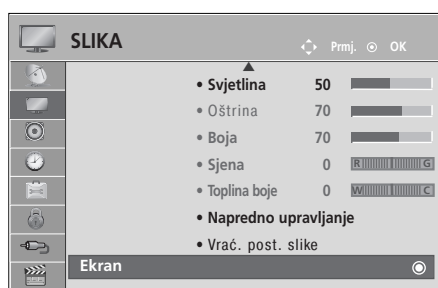 SLIKA Prmj. OK
• Svjetlina 50
• Oštrina 70
• Boja 70
• Sjena 0 R G
• Toplina boje 0 W C
• Napredno upravljanje
• Vrać. post. slike
Ekran